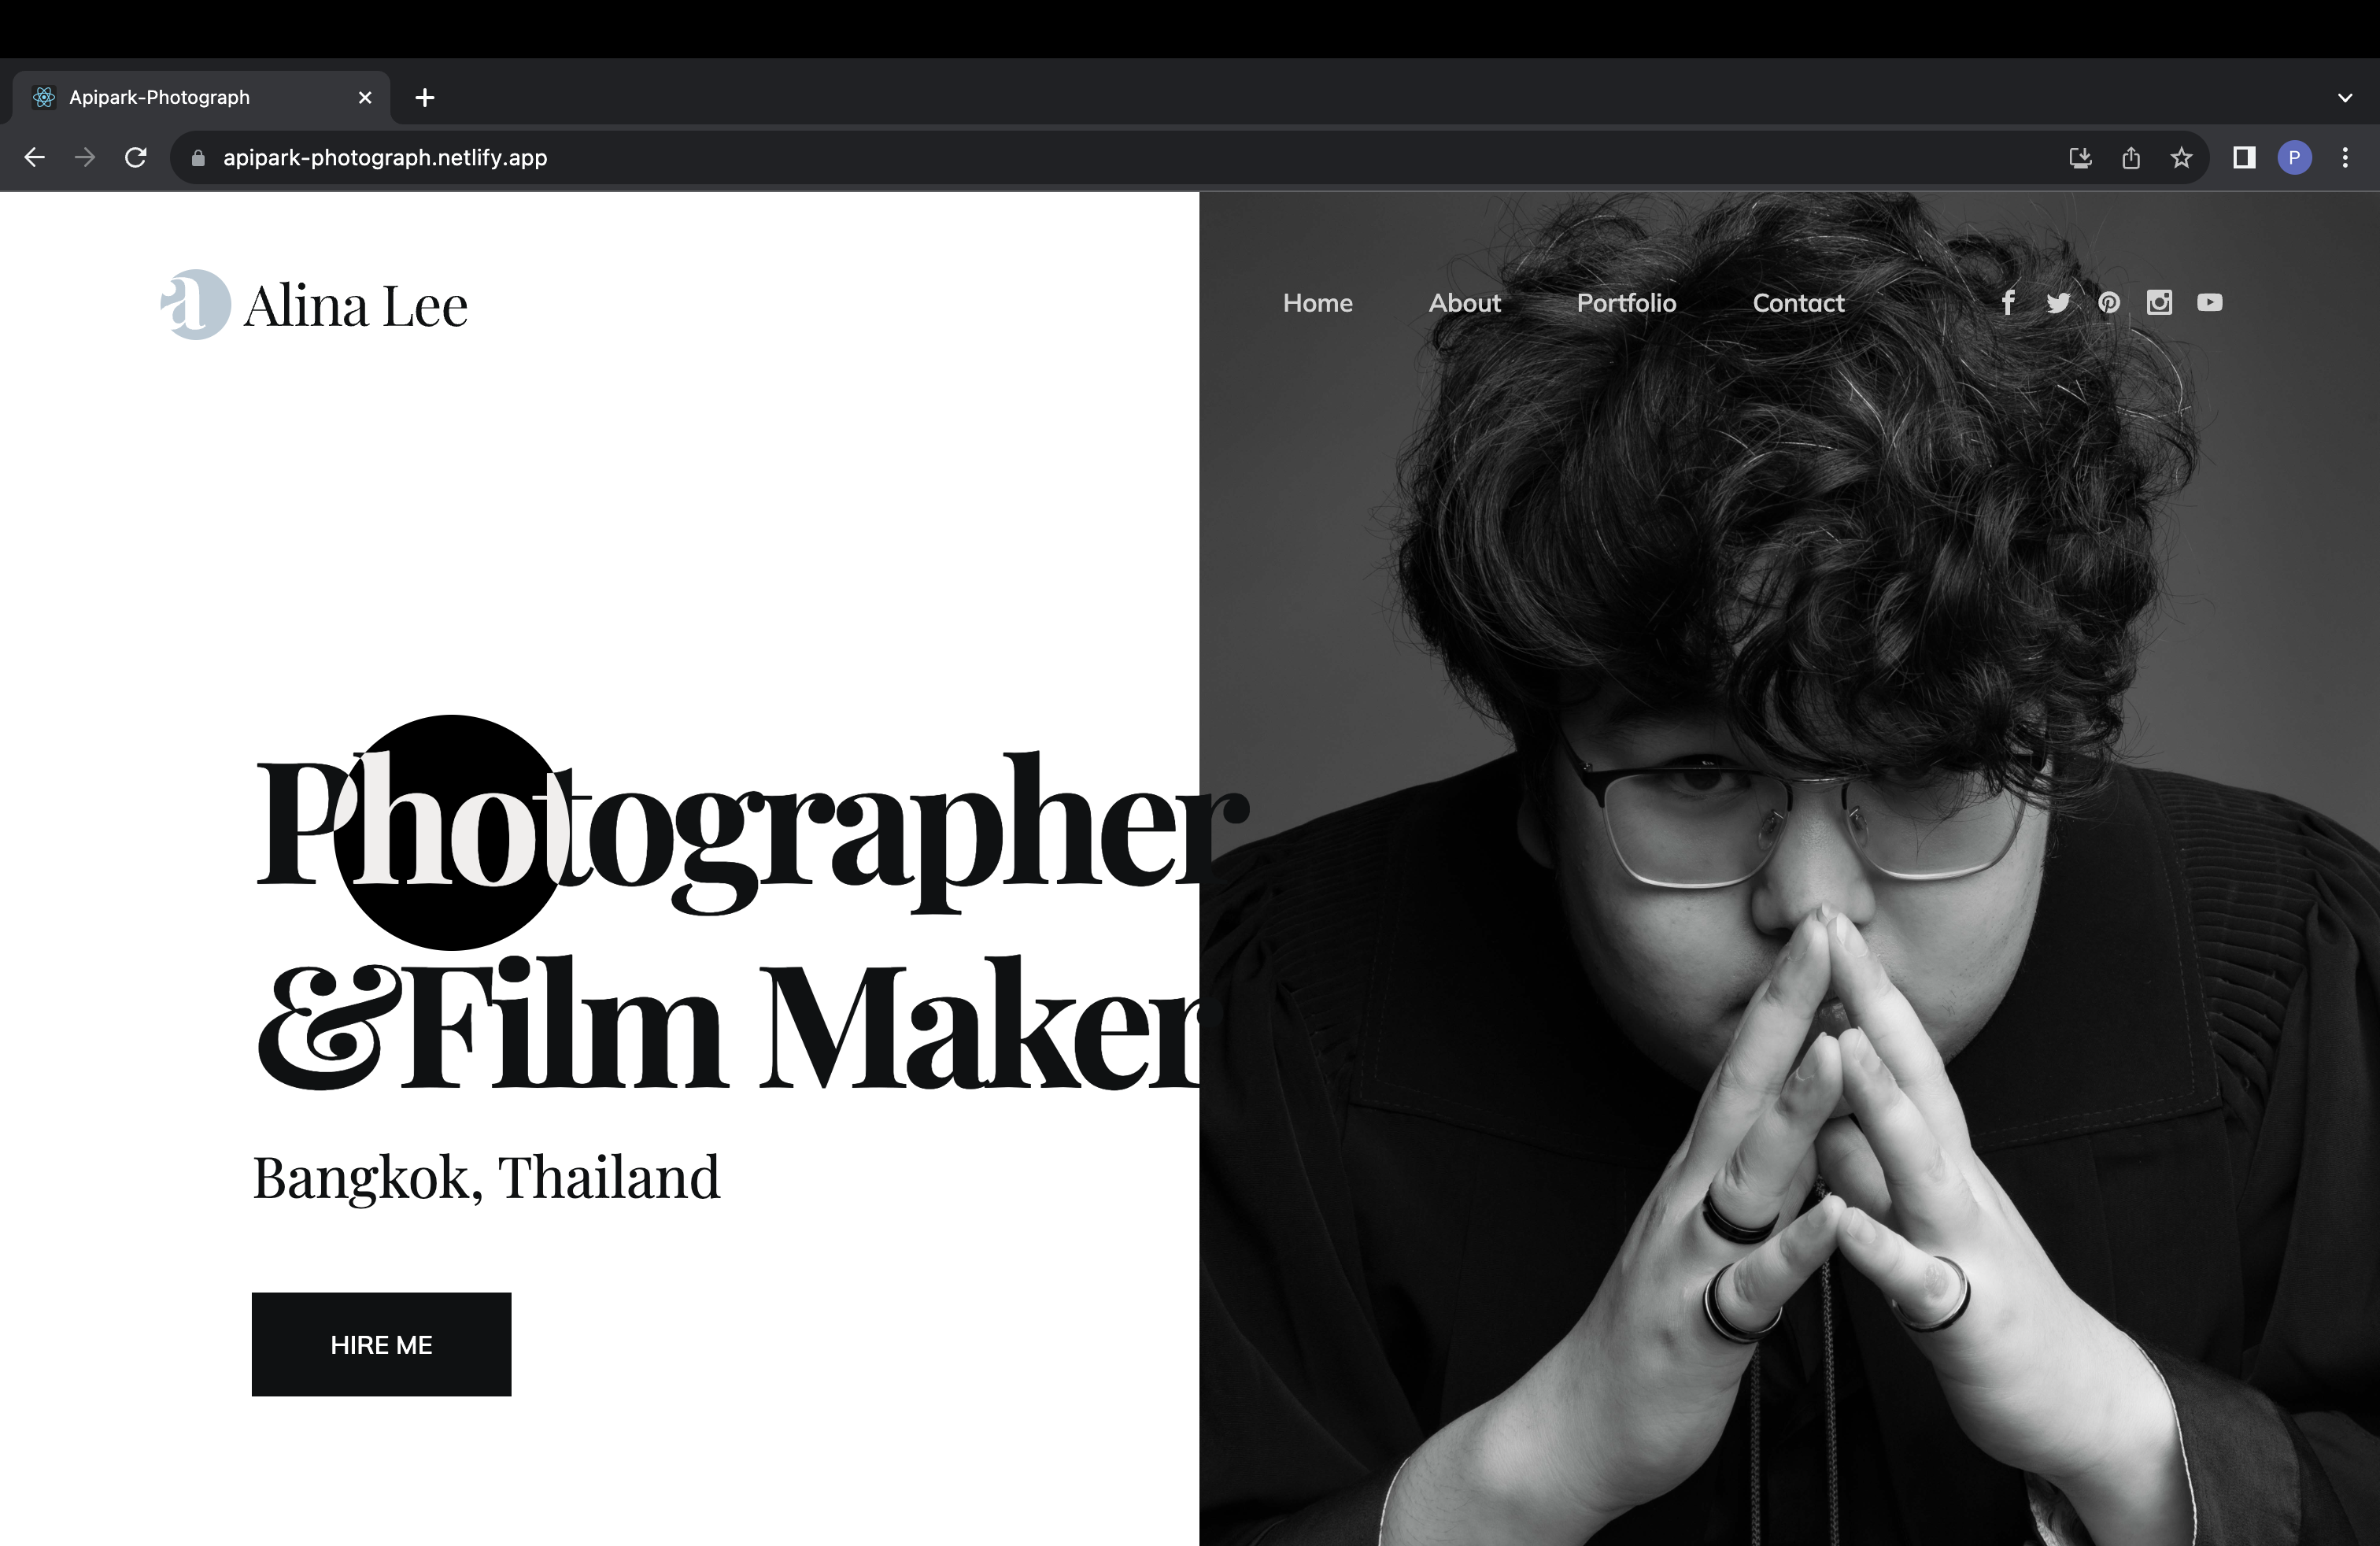 Apipark-Photograph
apipark-photograph.netlify.app
P
a Alina Lee
Home About Portfolio Contact
Photographer
&Film Maker
Bangkok, Thailand
HIRE ME